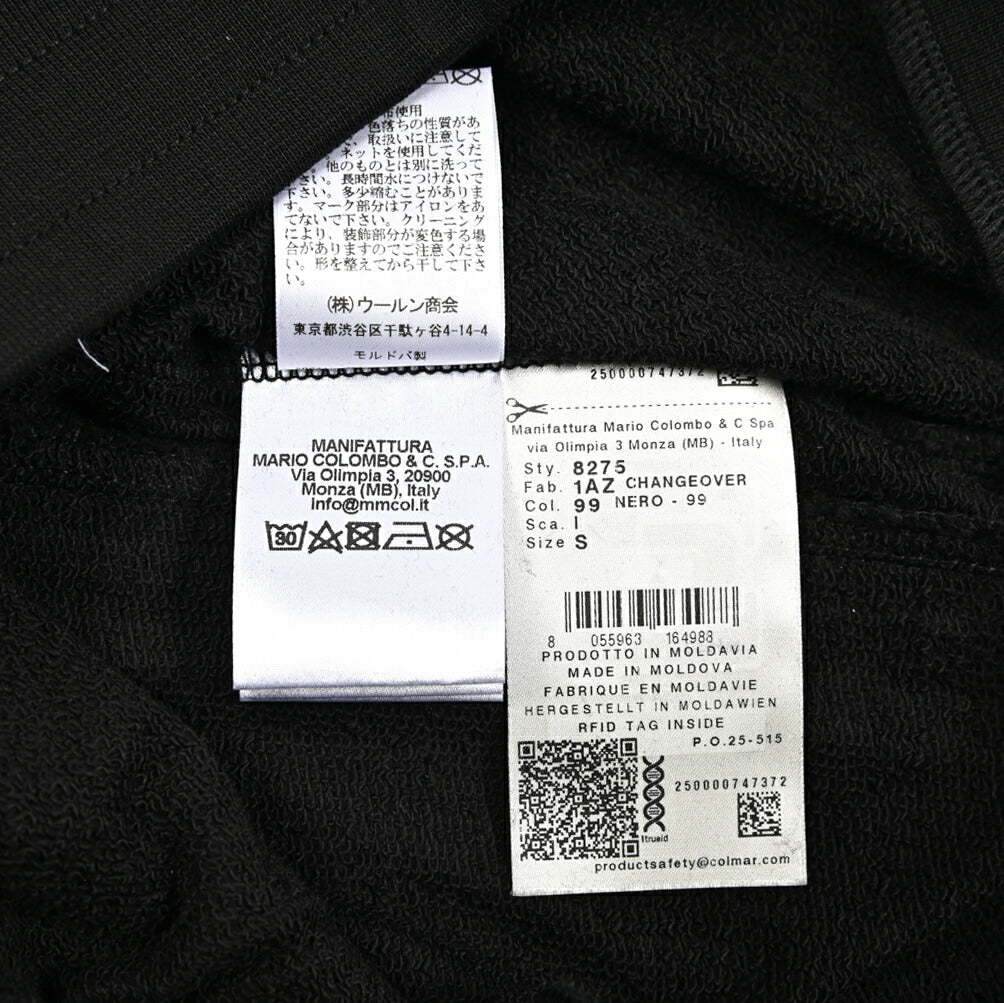 布使用
色落ちの性質があ
、取扱いに注意して
ネットを使用してくだ
他のものとは別に洗って
さい。長時間水につけないで
下さい。多少縮むことがありま
す。マーク部分はアイロンをあ
てないで下さい。クリーニング
により、装飾部分が変色する場
合がありますのでご注意くださ
い。形を整えてから干して下さ
い。
(株)ウールン商会
東京都渋谷区千駄ヶ谷4-14-4
モルドバ製
MANIFATTURA
MARIO COLOMBO & C. S.P.A.
Via Olimpia 3, 20900
Monza (MB), Italy
info@mmcol.it
30
250000747372
Manifattura Mario Colombo & C Spa
via Olimpia 3 Monza (MB) - Italy
Sty. 8275
Fab. 1AZ CHANGEOVER
Col. 99 NERO - 99
Sca. I
Size S
8 055963 164988
PRODOTTO IN MOLDAVIA
MADE IN MOLDOVA
FABRIQUE EN MOLDAVIE
HERGESTELLT IN MOLDAWIEN
RFID TAG INSIDE
P.O.25-515
250000747372
1trueid
productsafety@colmar.com